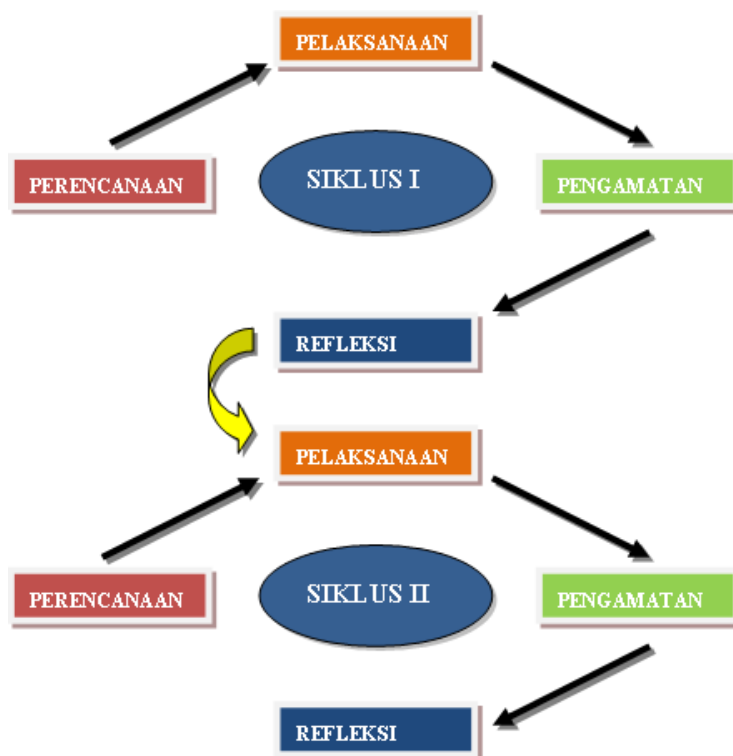 PELAKSANAAN
PERENCANAAN
SIKLUS I
PENGAMATAN
REFLEKSI
PELAKSANAAN
PERENCANAAN
SIKLUS II
PENGAMATAN
REFLEKSI